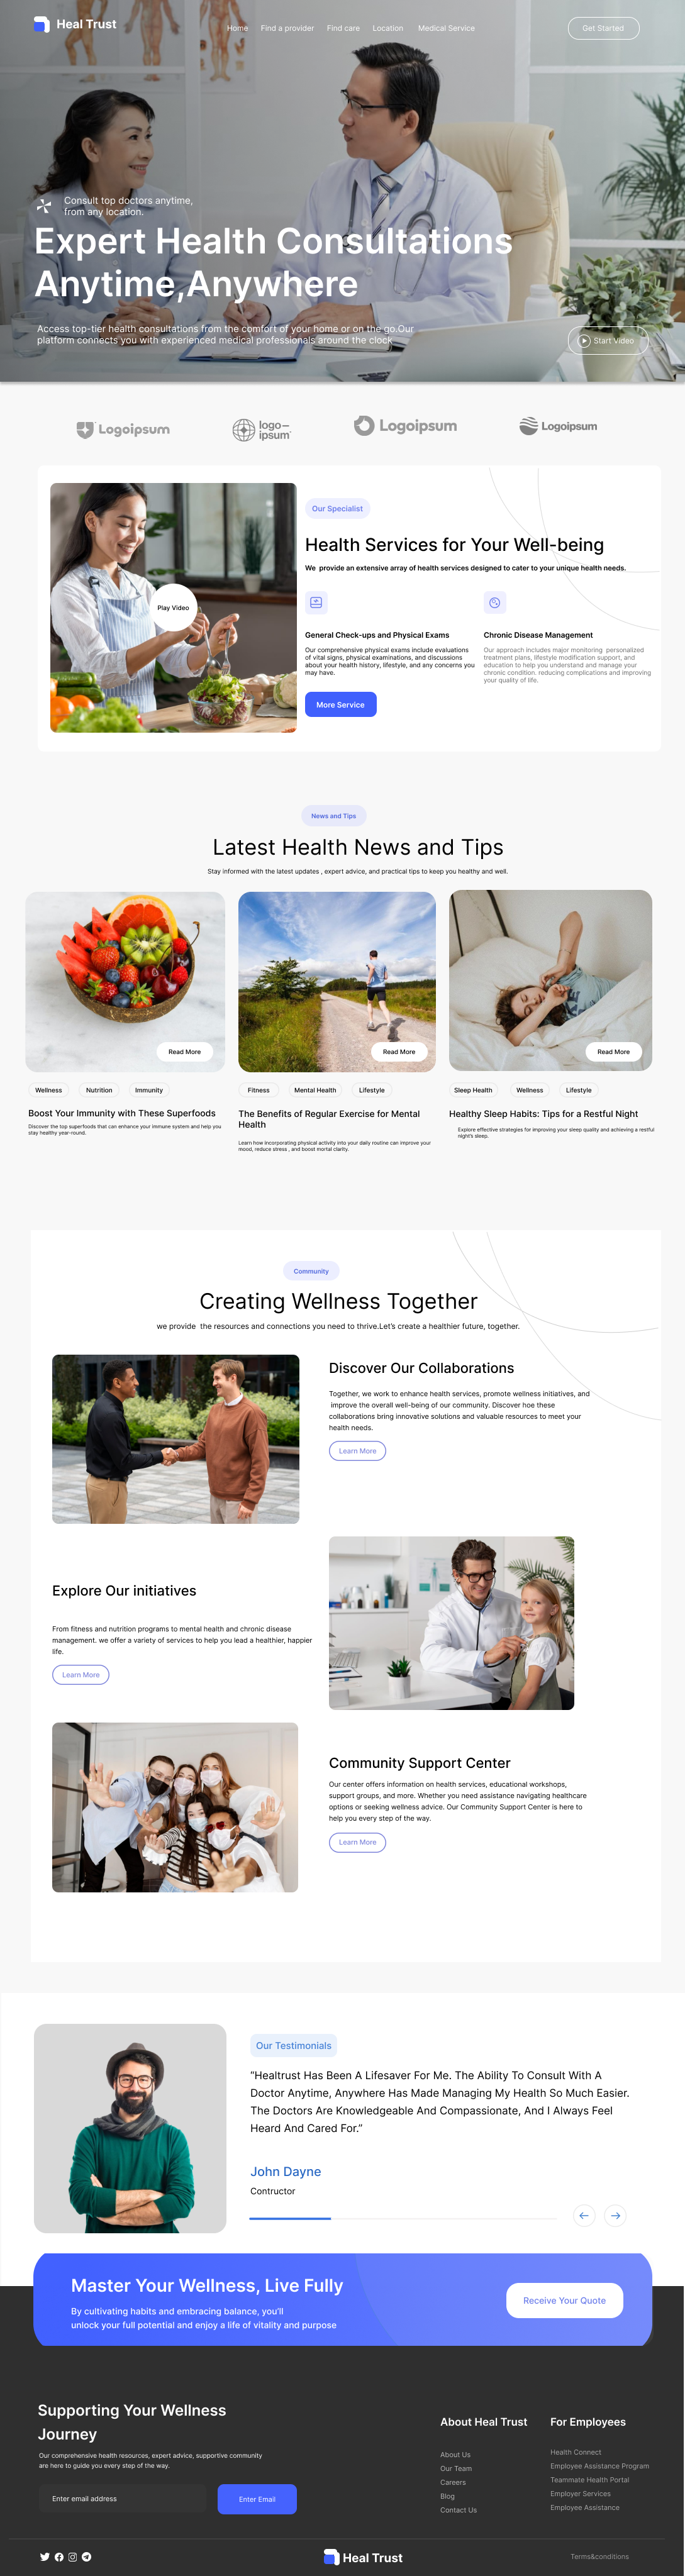 Heal Trust
Home Find a provider Find care Location Medical Service
Get Started
Consult top doctors anytime,
from any location.
Expert Health Consultations
Anytime,Anywhere
Access top-tier health consultations from the comfort of your home or on the go.Our
platform connects you with experienced medical professionals around the clock
Start Video
Logoipsum
logo—
ipsum
Logoipsum
Logoipsum
Play Video
Our Specialist
Health Services for Your Well-being
We provide an extensive array of health services designed to cater to your unique health needs.
General Check-ups and Physical Exams
Our comprehensive physical exams include evaluations
of vital signs, physical examinations, and discussions
about your health history, lifestyle, and any concerns you
may have.
Chronic Disease Management
Our approach includes major monitoring personalized
treatment plans, lifestyle modification support, and
education to help you understand and manage your
chronic condition. reducing complications and improving
your quality of life.
More Service
News and Tips
Latest Health News and Tips
Stay informed with the latest updates , expert advice, and practical tips to keep you healthy and well.
Read More
Wellness Nutrition Immunity
Boost Your Immunity with These Superfoods
Discover the top superfoods that can enhance your immune system and help you
stay healthy year-round.
Read More
Fitness Mental Health Lifestyle
The Benefits of Regular Exercise for Mental
Health
Learn how incorporating physical activity into your daily routine can improve your
mood, reduce stress , and boost mortal clarity.
Read More
Sleep Health Wellness Lifestyle
Healthy Sleep Habits: Tips for a Restful Night
Explore effective strategies for improving your sleep quality and achieving a restful
night's sleep.
Community
Creating Wellness Together
we provide the resources and connections you need to thrive.Let's create a healthier future, together.
Discover Our Collaborations
Together, we work to enhance health services, promote wellness initiatives, and
improve the overall well-being of our community. Discover hoe these
collaborations bring innovative solutions and valuable resources to meet your
health needs.
Learn More
Explore Our initiatives
From fitness and nutrition programs to mental health and chronic disease
management. we offer a variety of services to help you lead a healthier, happier
life.
Learn More
Community Support Center
Our center offers information on health services, educational workshops,
support groups, and more. Whether you need assistance navigating healthcare
options or seeking wellness advice. Our Community Support Center is here to
help you every step of the way.
Learn More
Our Testimonials
"Healtrust Has Been A Lifesaver For Me. The Ability To Consult With A
Doctor Anytime, Anywhere Has Made Managing My Health So Much Easier.
The Doctors Are Knowledgeable And Compassionate, And I Always Feel
Heard And Cared For."
John Dayne
Contructor
Master Your Wellness, Live Fully
By cultivating habits and embracing balance, you'll
unlock your full potential and enjoy a life of vitality and purpose
Receive Your Quote
Supporting Your Wellness
Journey
Our comprehensive health resources, expert advice, supportive community
are here to guide you every step of the way.
Enter email address
Enter Email
About Heal Trust
About Us
Our Team
Careers
Blog
Contact Us
For Employees
Health Connect
Employee Assistance Program
Teammate Health Portal
Employer Services
Employee Assistance
Heal Trust
Terms&conditions